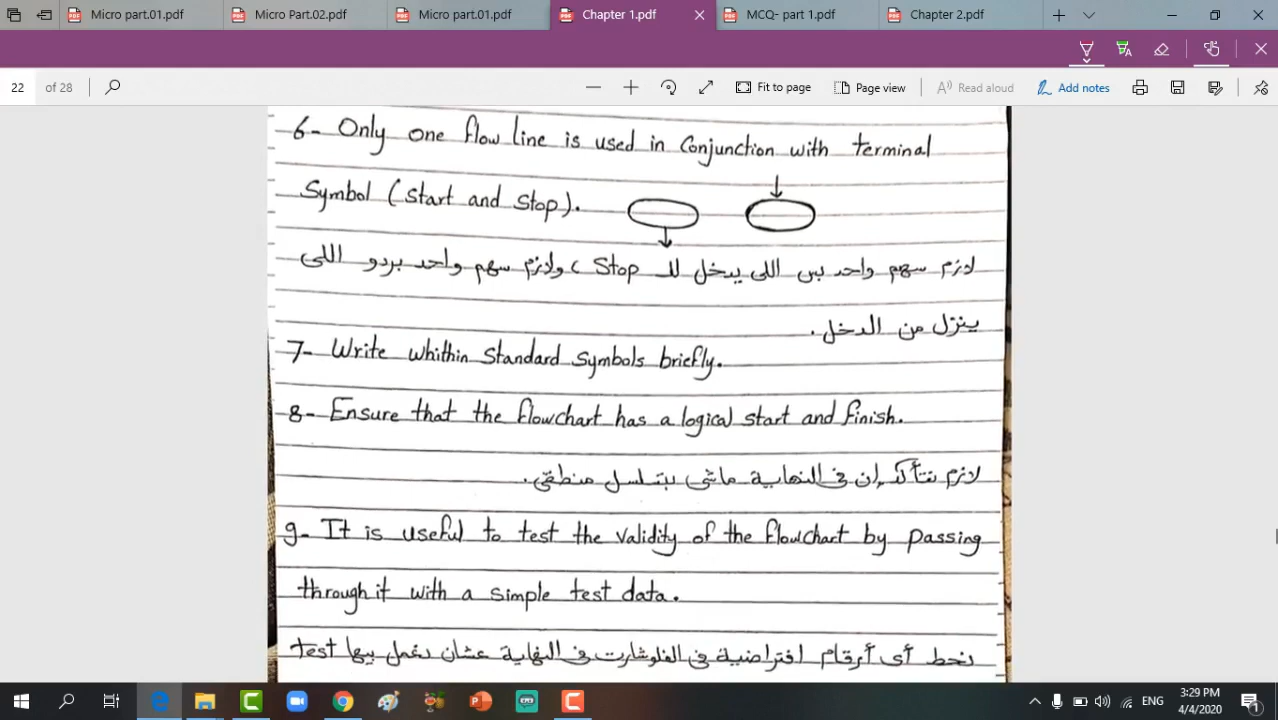 Micro part.01.pdf
Micro Part.02.pdf
Micro part.01.pdf
Chapter 1.pdf
MCQ- part 1.pdf
Chapter 2.pdf
22 of 28
Fit to page
Page view
Read aloud
Add notes
6- Only one flow line is used in Conjunction with terminal
Symbol (start and stop).
لازم سهم واحد بس اللى يدخل للـ Stop ، ولازم سهم واحد بردو اللى
ينزل من الدخل.
7- Write whithin standard symbols briefly.
8- Ensure that the flowchart has a logical start and finish.
لازم نتأكد إن فى النهاية ماشى بتسلسل منطقى.
9- It is useful to test the validity of the flowchart by passing
through it with a simple test data.
نحط أى أرقام افتراضية فى الفلوشارت فى النهاية عشان نعمل بيها test
ENG
3:29 PM
4/4/2020
1